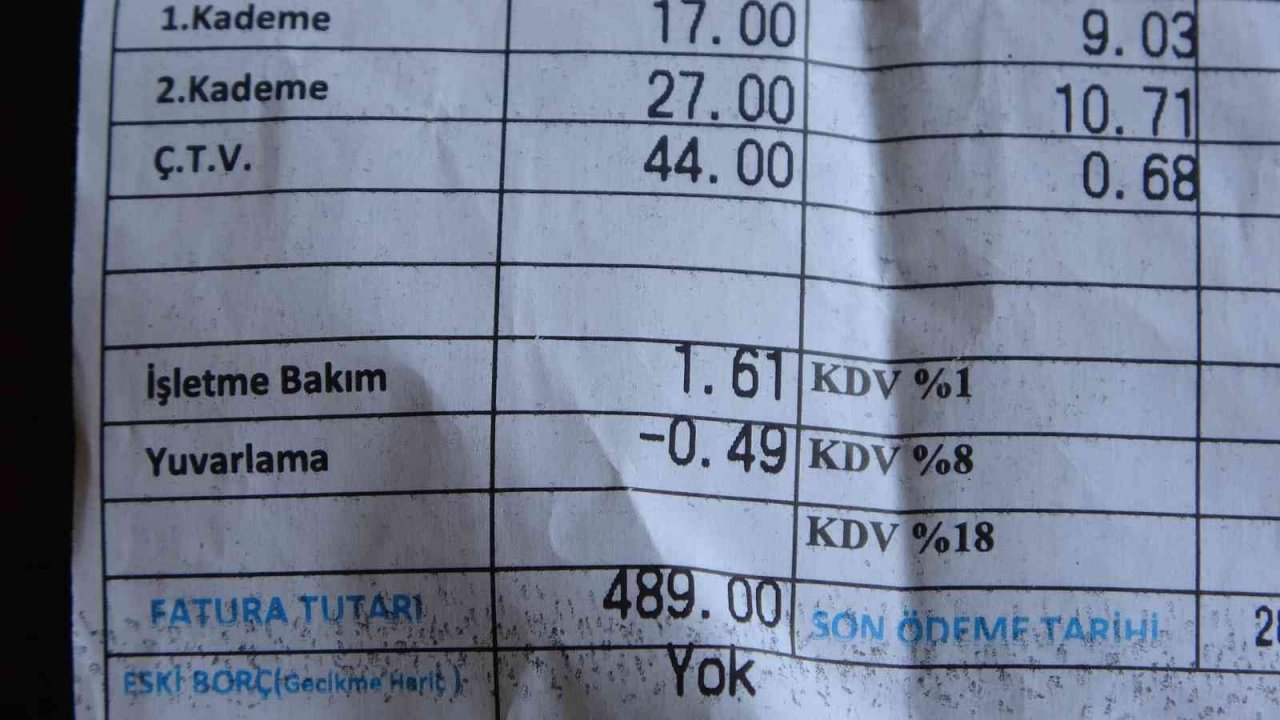 1.Kademe 17.00 9.03
2.Kademe 27.00 10.71
Ç.T.V. 44.00 0.68
İşletme Bakım 1.61 KDV %1
Yuvarlama -0.49 KDV %8
KDV %18
FATURA TUTARI 489.00 SON ÖDEME TARİHİ
ESKİ BORÇ(Gecikme Hariç) Yok